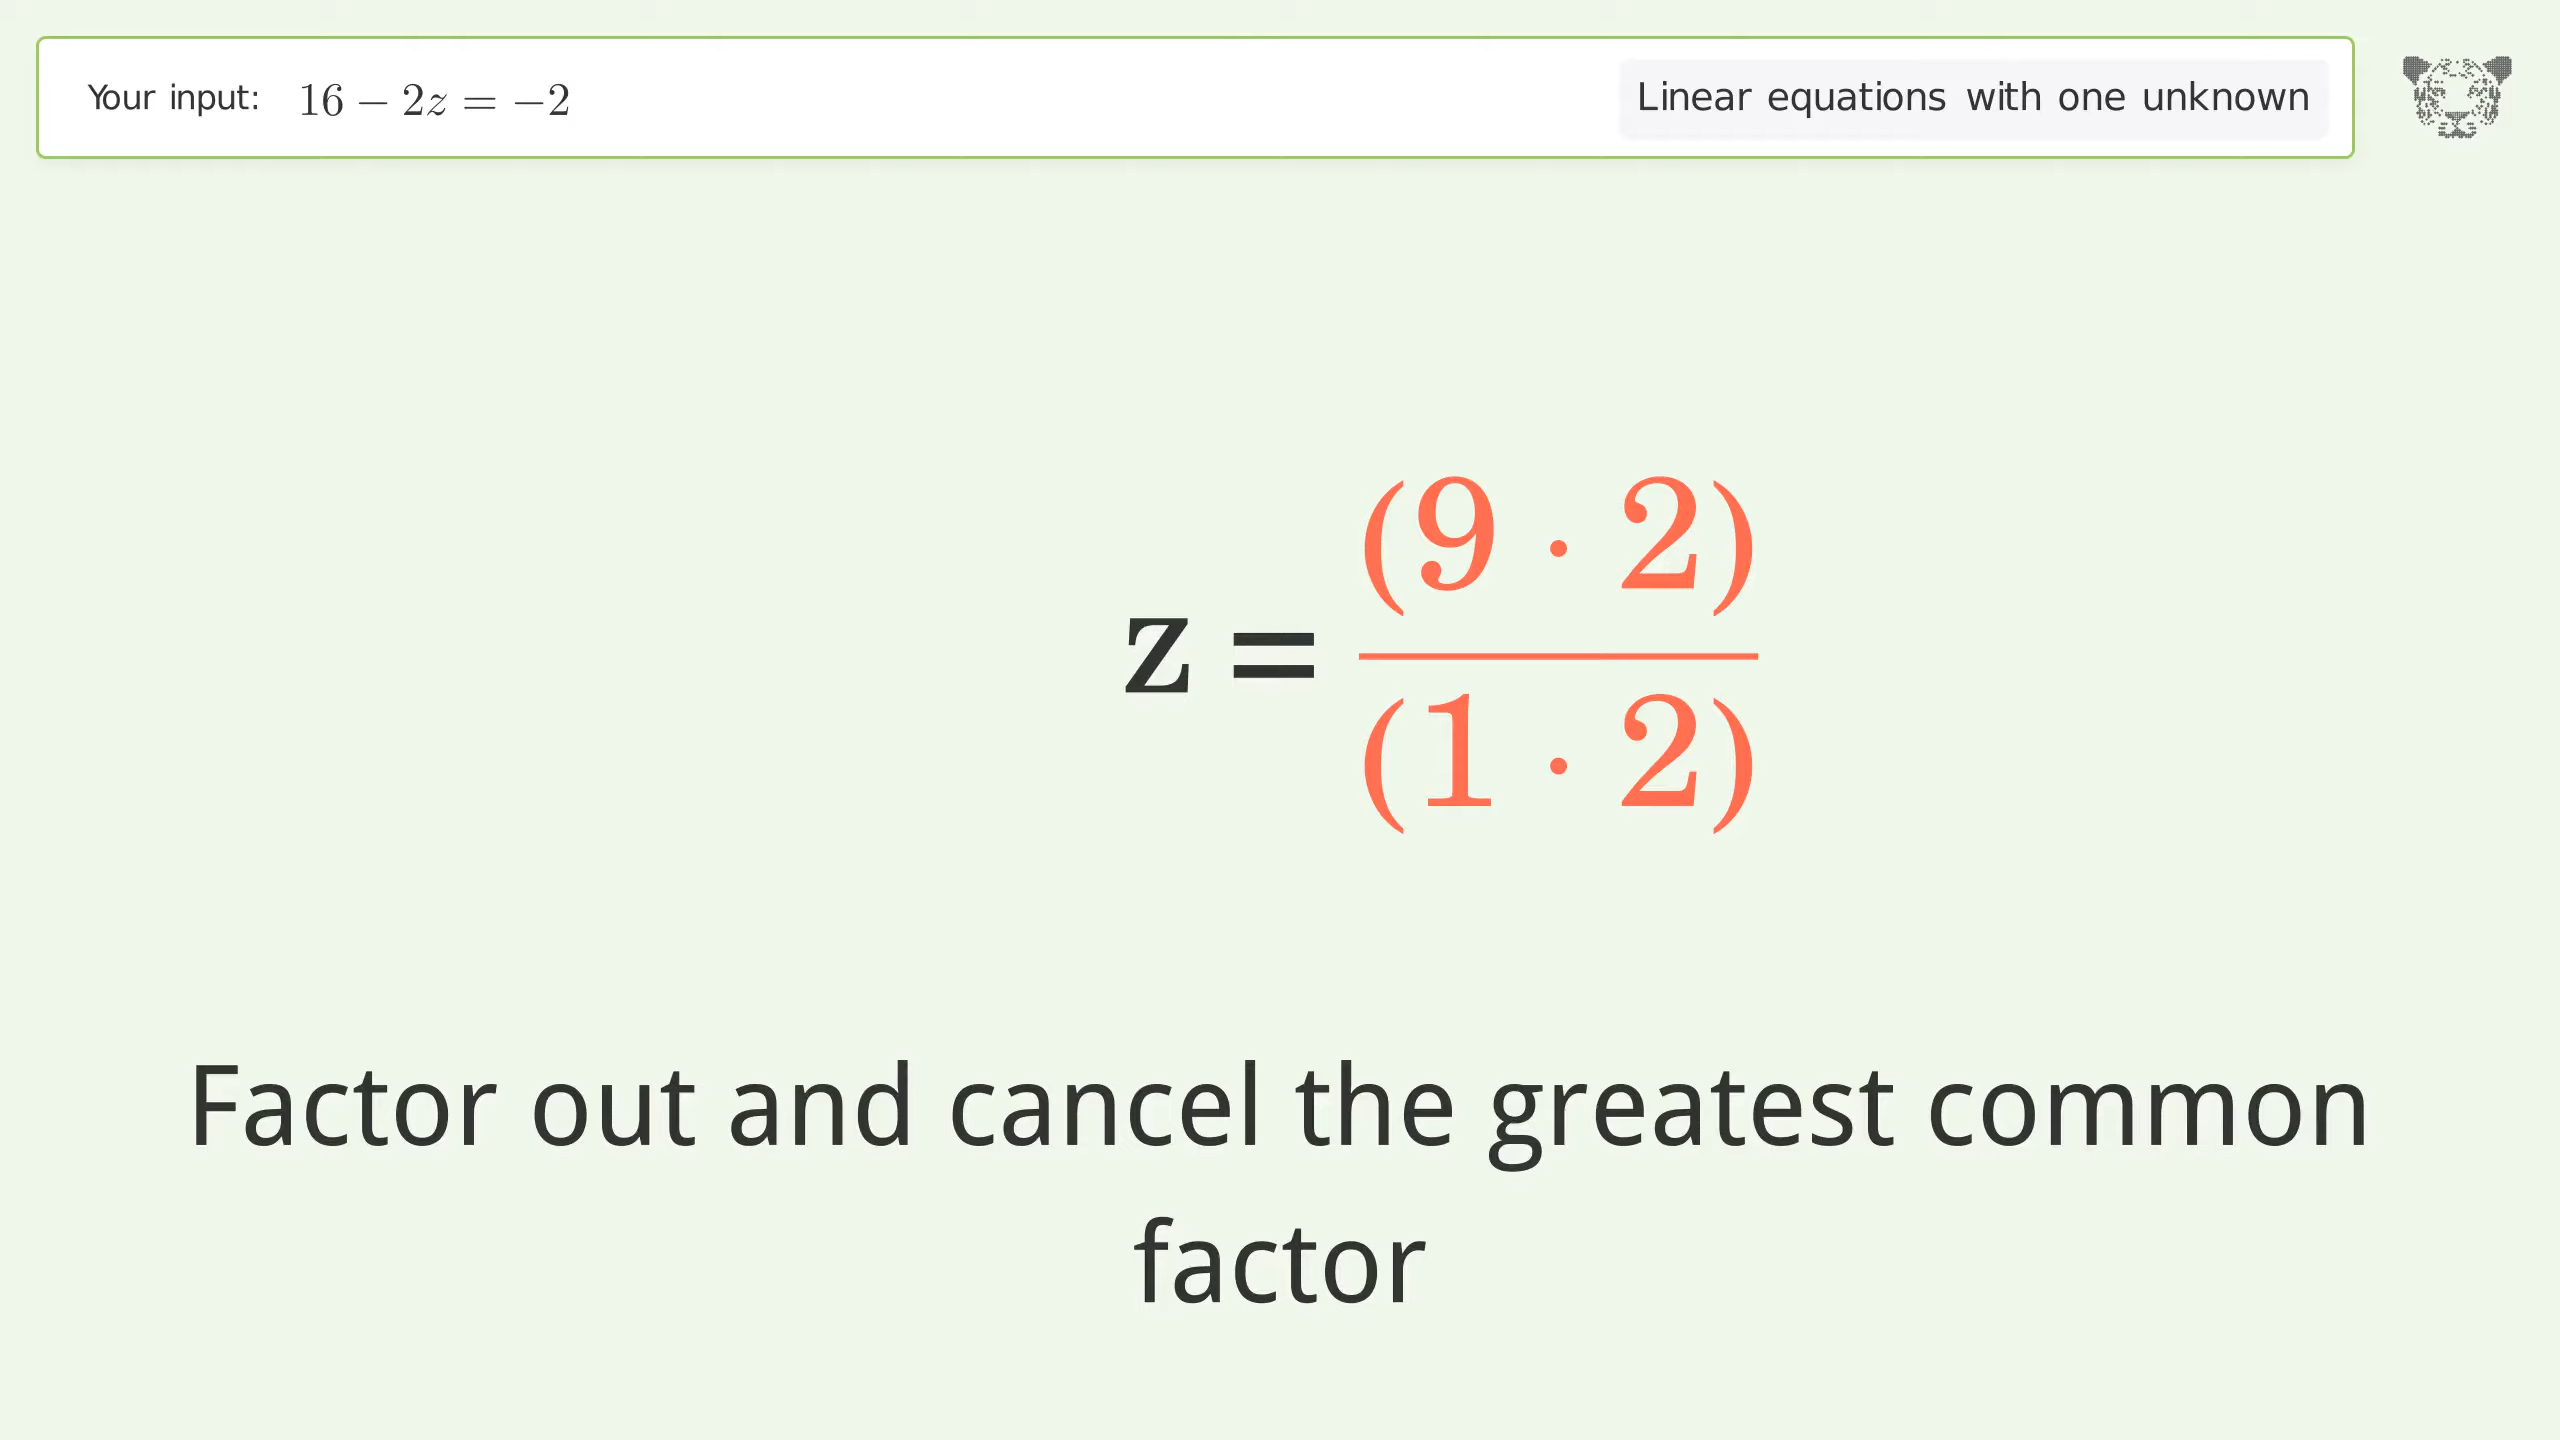 Your input: 16 − 2z = −2
Linear equations with one unknown
z = (9 · 2) / (1 · 2)
Factor out and cancel the greatest common
factor